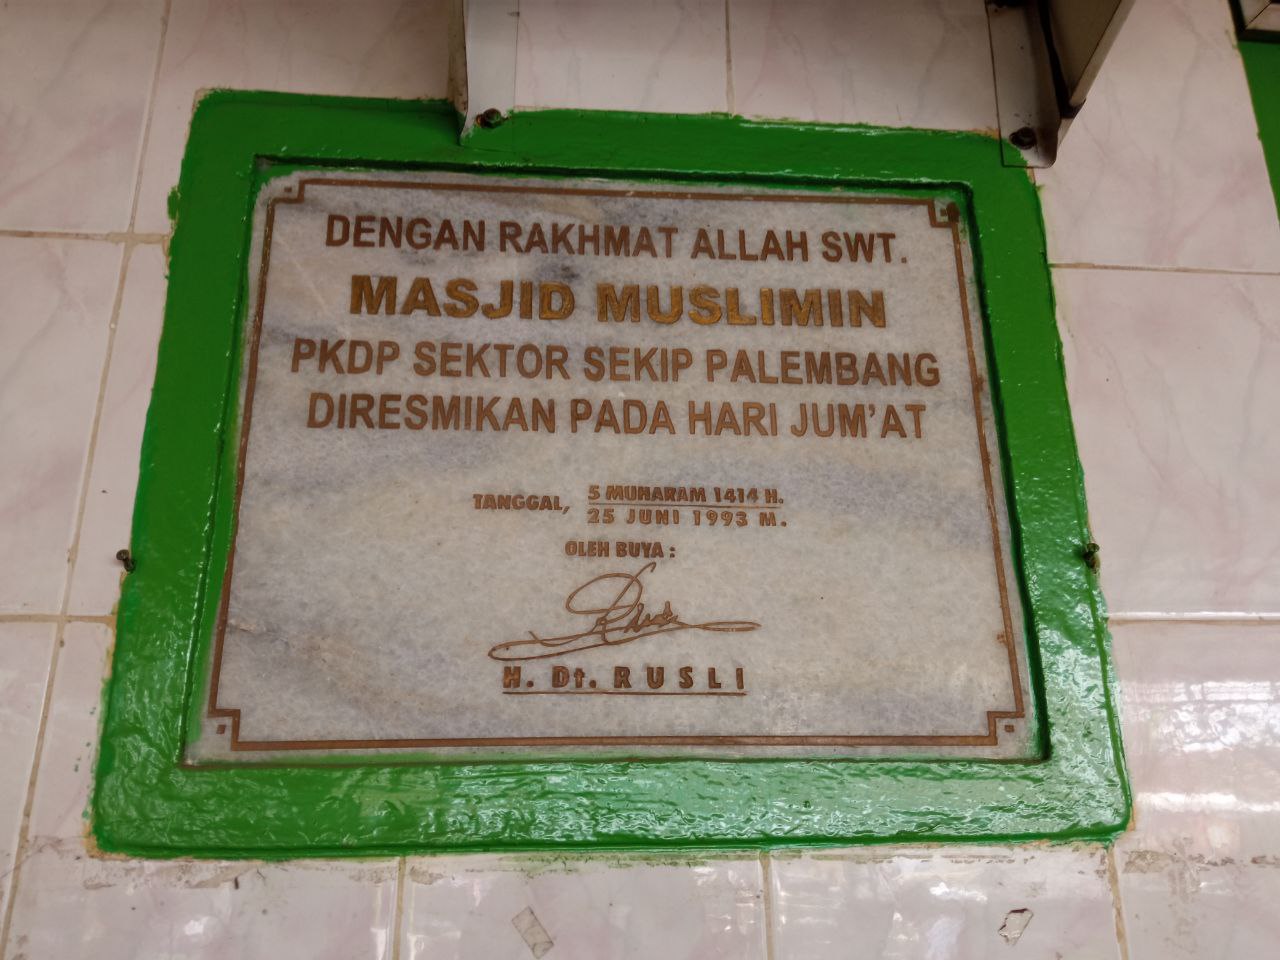 DENGAN RAKHMAT ALLAH SWT.
MASJID MUSLIMIN
PKDP SEKTOR SEKIP PALEMBANG
DIRESMIKAN PADA HARI JUM'AT
TANGGAL, 5 MUHARAM 1414 H.
25 JUNI 1993 M.
OLEH BUYA :
H. Dt. RUSLI